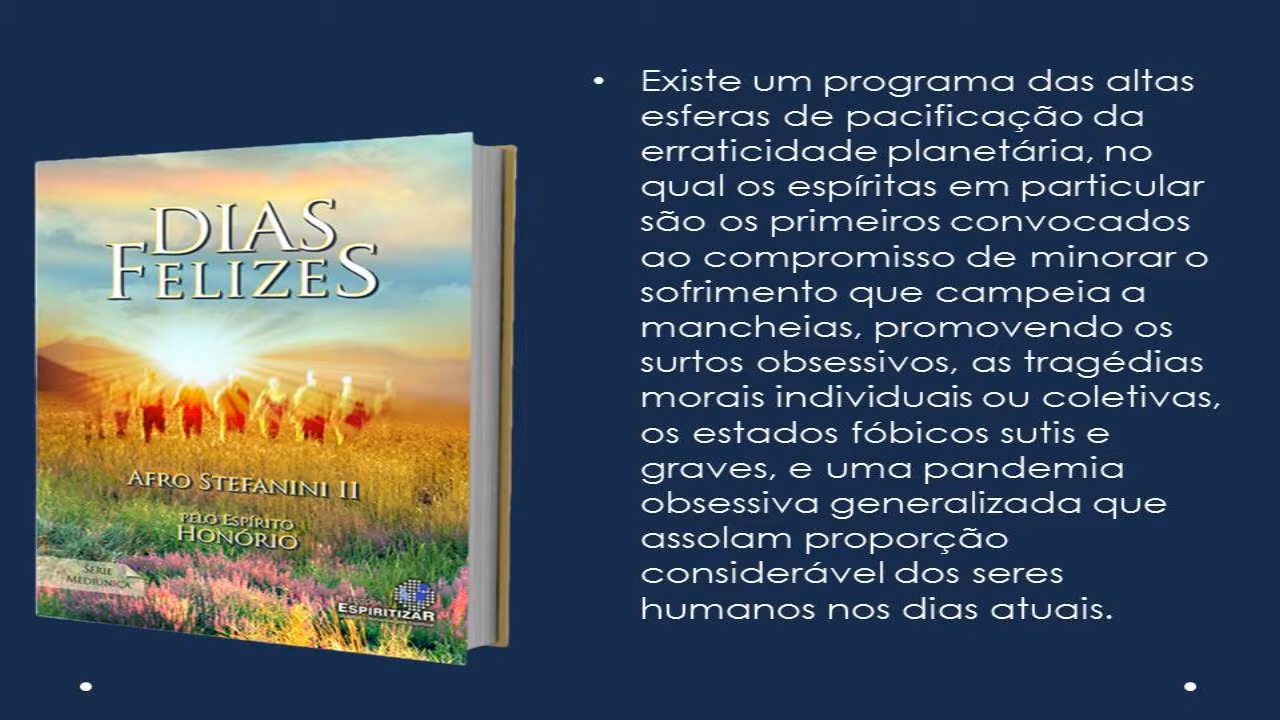 DIAS
FELIZES
AFRO STEFANINI II
PELO ESPÍRITO
HONÓRIO
SÉRIE
MEDIÚNICA
ESPIRITIZAR
• Existe um programa das altas
esferas de pacificação da
erraticidade planetária, no
qual os espíritas em particular
são os primeiros convocados
ao compromisso de minorar o
sofrimento que campeia a
mancheias, promovendo os
surtos obsessivos, as tragédias
morais individuais ou coletivas,
os estados fóbicos sutis e
graves, e uma pandemia
obsessiva generalizada que
assolam proporção
considerável dos seres
humanos nos dias atuais.